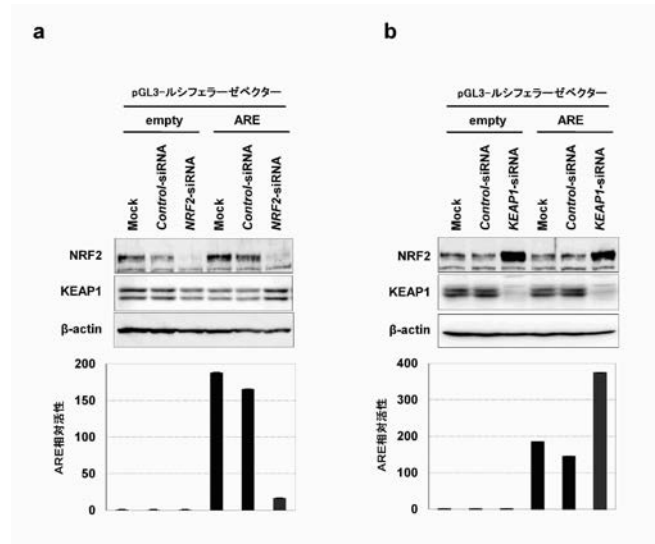 a
pGL3-ルシフェラーゼベクター
empty ARE
Mock
Control-siRNA
NRF2-siRNA
Mock
Control-siRNA
NRF2-siRNA
NRF2
KEAP1
β-actin
ARE相対活性
200
150
100
50
0
b
pGL3-ルシフェラーゼベクター
empty ARE
Mock
Control-siRNA
KEAP1-siRNA
Mock
Control-siRNA
KEAP1-siRNA
NRF2
KEAP1
β-actin
ARE相対活性
400
300
200
100
0